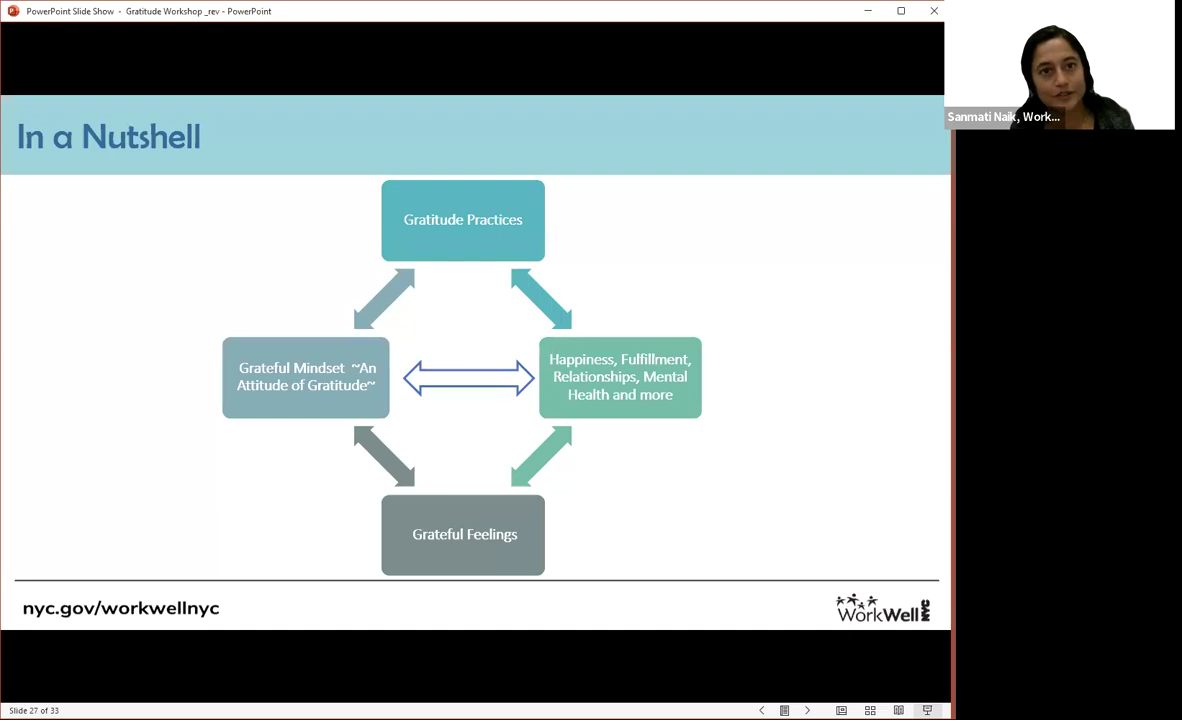 PowerPoint Slide Show - Gratitude Workshop _rev - PowerPoint
Sanmati Naik, Work...
In a Nutshell
Gratitude Practices
Grateful Mindset ~An
Attitude of Gratitude~
Happiness, Fulfillment,
Relationships, Mental
Health and more
Grateful Feelings
nyc.gov/workwellnyc
WorkWell NYC
Slide 27 of 33